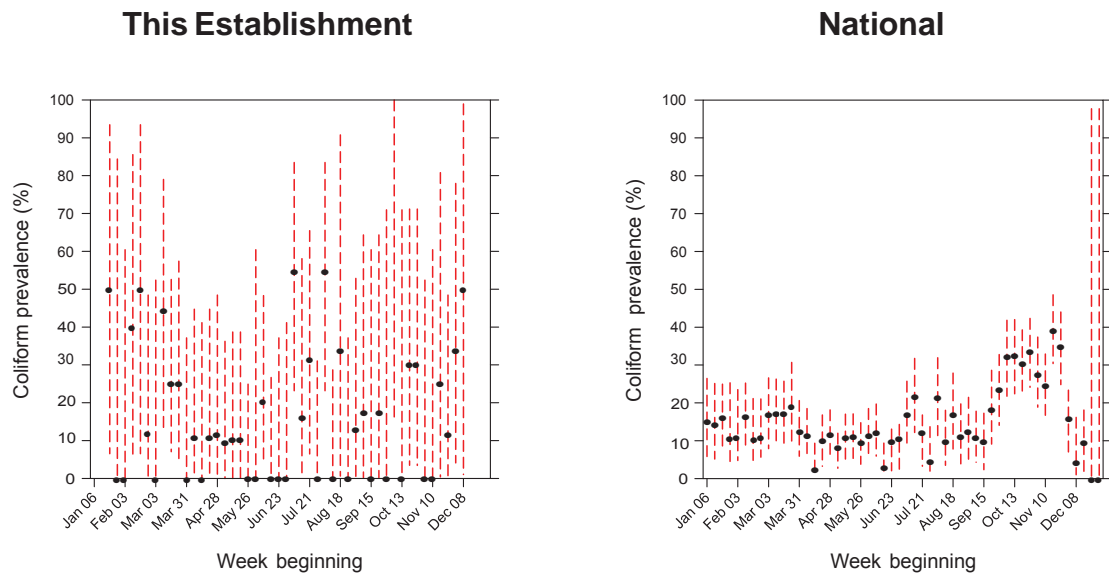 This Establishment
National
Coliform prevalence (%)
100
90
80
70
60
50
40
30
20
10
0
Jan 06
Feb 03
Mar 03
Mar 31
Apr 28
May 26
Jun 23
Jul 21
Aug 18
Sep 15
Oct 13
Nov 10
Dec 08
Week beginning
Coliform prevalence (%)
100
90
80
70
60
50
40
30
20
10
0
Jan 06
Feb 03
Mar 03
Mar 31
Apr 28
May 26
Jun 23
Jul 21
Aug 18
Sep 15
Oct 13
Nov 10
Dec 08
Week beginning